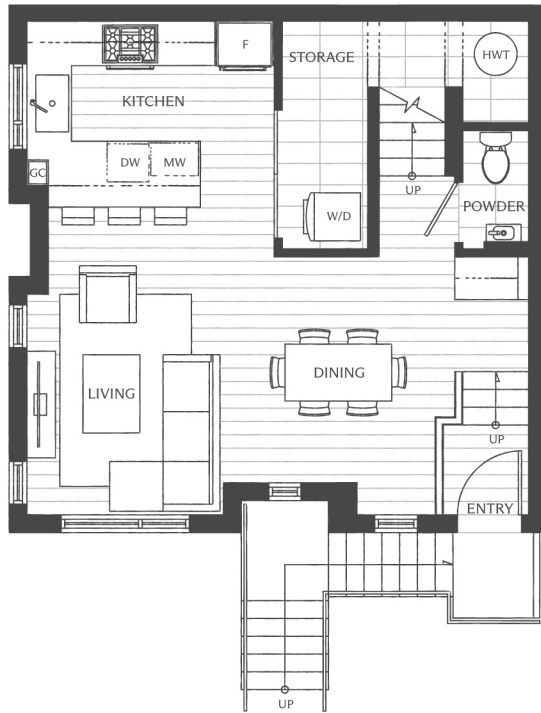 F
STORAGE
HWT
KITCHEN
DW
MW
GC
UP
POWDER
W/D
LIVING
DINING
UP
ENTRY
UP